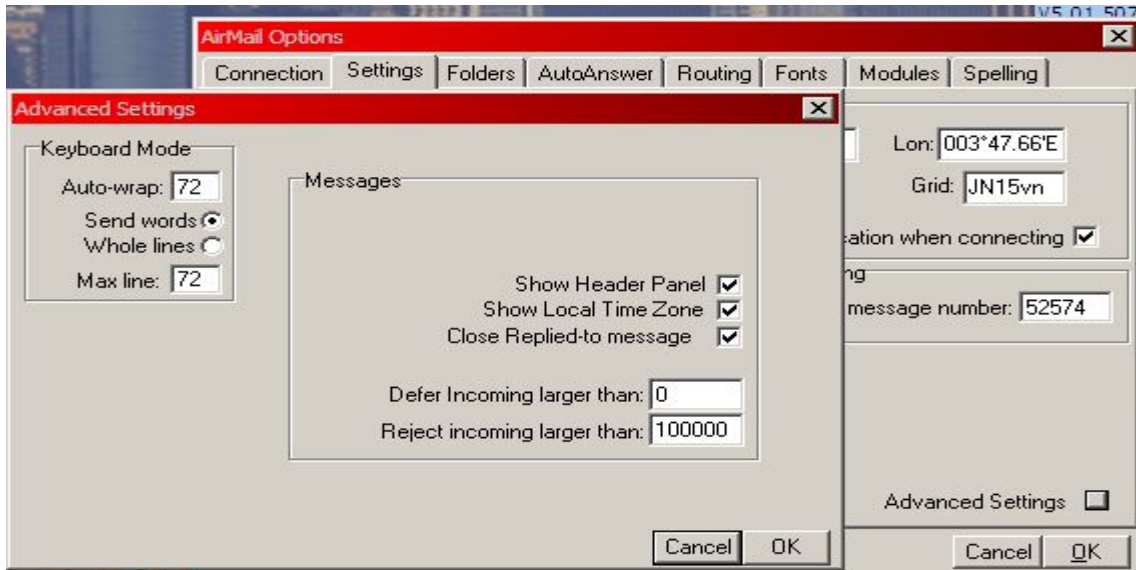 V5.01.507
AirMail Options
Connection Settings Folders AutoAnswer Routing Fonts Modules Spelling
Advanced Settings
Keyboard Mode
Auto-wrap: 72
Send words
Whole lines
Max line: 72
Messages
Show Header Panel
Show Local Time Zone
Close Replied-to message
Defer Incoming larger than: 0
Reject incoming larger than: 100000
Cancel OK
Lon: 003°47.66'E
Grid: JN15vn
ation when connecting
ng
message number: 52574
Advanced Settings
Cancel OK